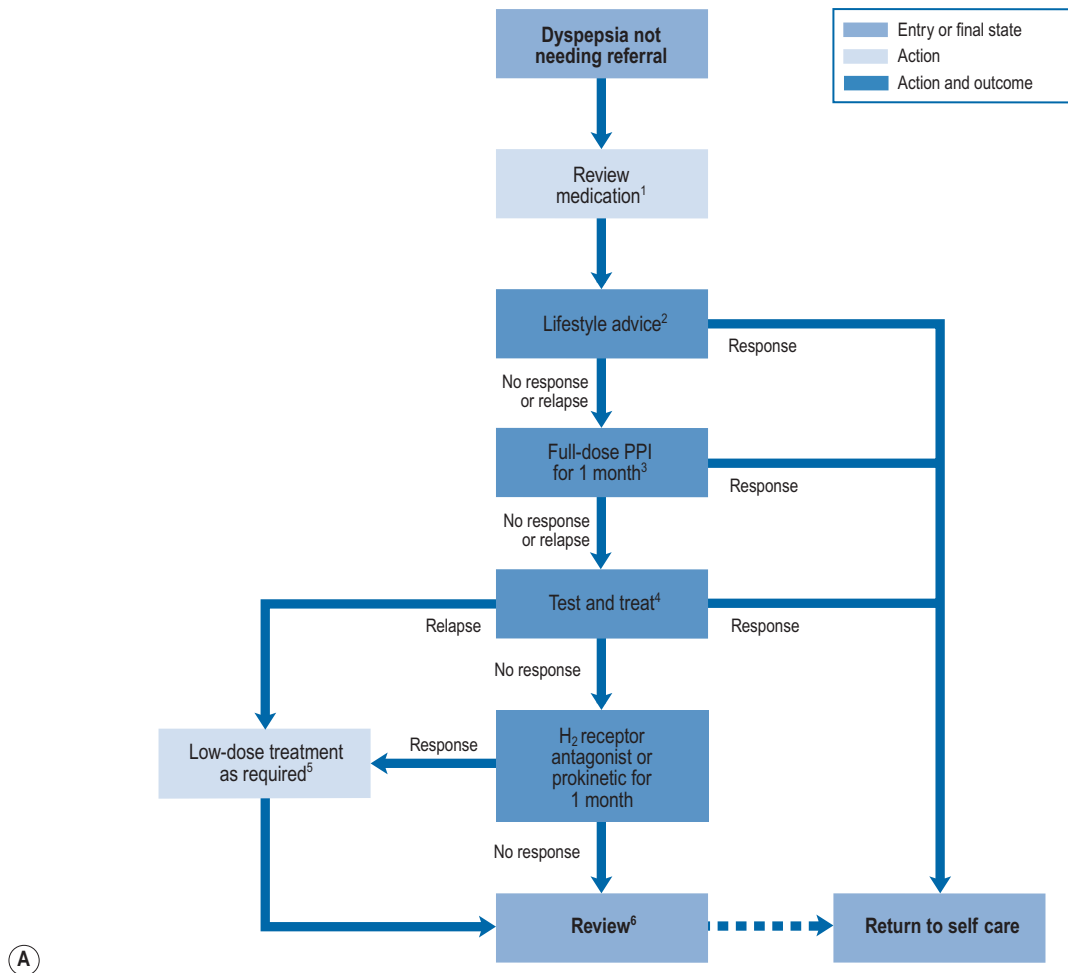 Dyspepsia not
needing referral
Entry or final state
Action
Action and outcome
Review
medication¹
Lifestyle advice²
Response
No response
or relapse
Full-dose PPI
for 1 month³
Response
No response
or relapse
Test and treat⁴
Relapse
Response
No response
Low-dose treatment
as required⁵
Response
H₂ receptor
antagonist or
prokinetic for
1 month
No response
Review⁶
Return to self care
A